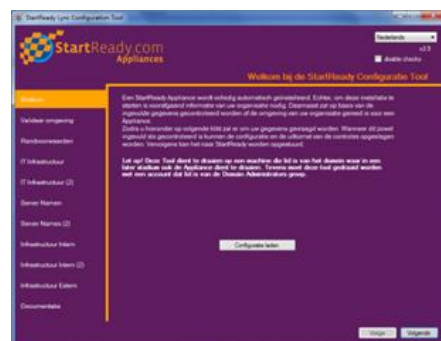 StartReady Lync Configuration Tool
StartReady.com
Appliances
Nederlands
v2.5
disable checks
Welkom bij de StartReady Configuratie Tool
Welkom
Valideer omgeving
Randvoorwaarden
IT Infrastructuur
IT Infrastructuur (2)
Server Namen
Server Namen (2)
Infrastructuur Intern
Infrastructuur Intern (2)
Infrastructuur Extern
Documentatie
Een StartReady Appliance wordt volledig automatisch geïnstalleerd. Echter, om deze installatie te
starten is voorafgaand informatie van uw organisatie nodig. Daarnaast zal op basis van de
ingevulde gegevens gecontroleerd worden of de omgeving van uw organisatie gereed is voor een
Appliance.
Zodra u hieronder op volgende klikt zal er om uw gegevens gevraagd worden. Wanneer dit zowel
ingevuld als gecontroleerd is kunnen de configuratie en de uitkomst van de controles opgeslagen
worden. Vervolgens kan het naar StartReady worden opgestuurd.
Let op! Deze Tool dient te draaien op een machine die lid is van het domein waar in een
later stadium ook de Appliance dient te draaien. Tevens moet deze tool gedraaid worden
met een account dat lid is van de Domain Administrators groep.
Configuratie laden
Vorige
Volgende